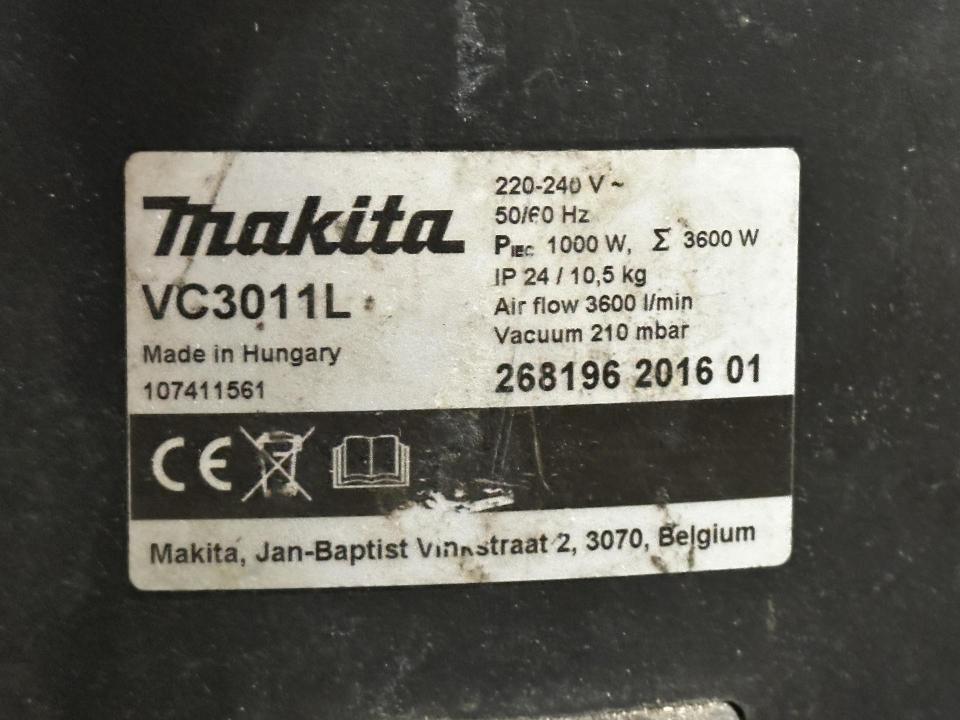 makita
VC3011L
Made in Hungary
107411561
220-240 V ~
50/60 Hz
PIEC 1000 W, Σ 3600 W
IP 24 / 10,5 kg
Air flow 3600 l/min
Vacuum 210 mbar
268196 2016 01
CE
Makita, Jan-Baptist Vinkstraat 2, 3070, Belgium